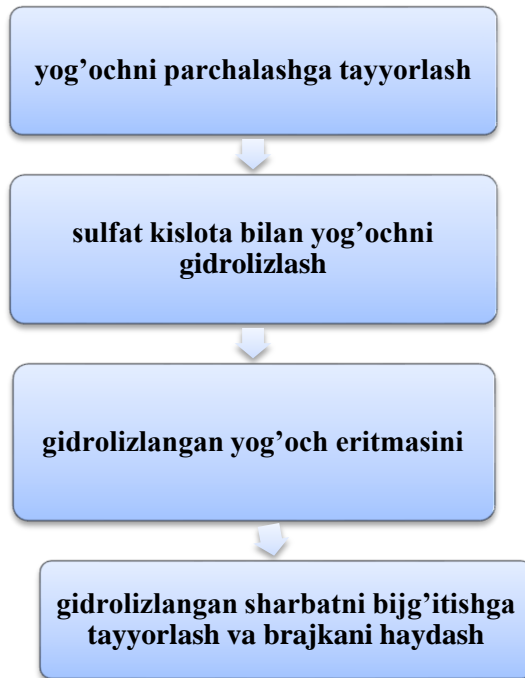 yog’ochni parchalashga tayyorlash
sulfat kislota bilan yog’ochni
gidrolizlash
gidrolizlangan yog’och eritmasini
gidrolizlangan sharbatni bijg’itishga
tayyorlash va brajkani haydash